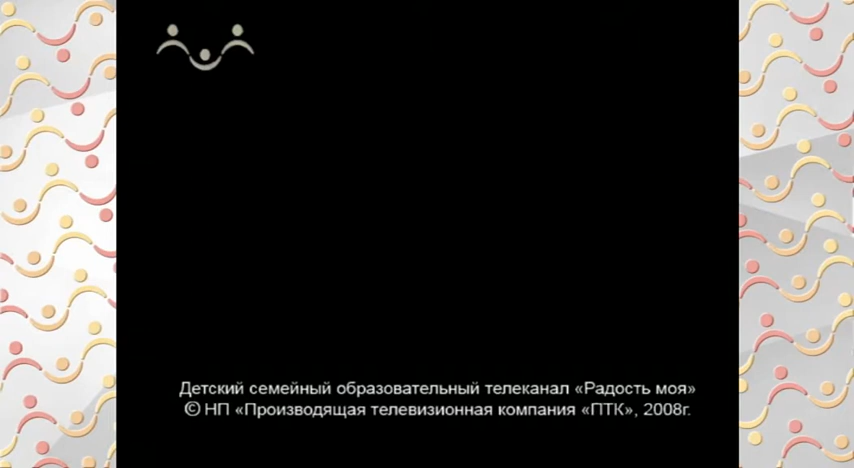 Детский семейный образовательный телеканал «Радость моя»
© НП «Производящая телевизионная компания «ПТК», 2008г.